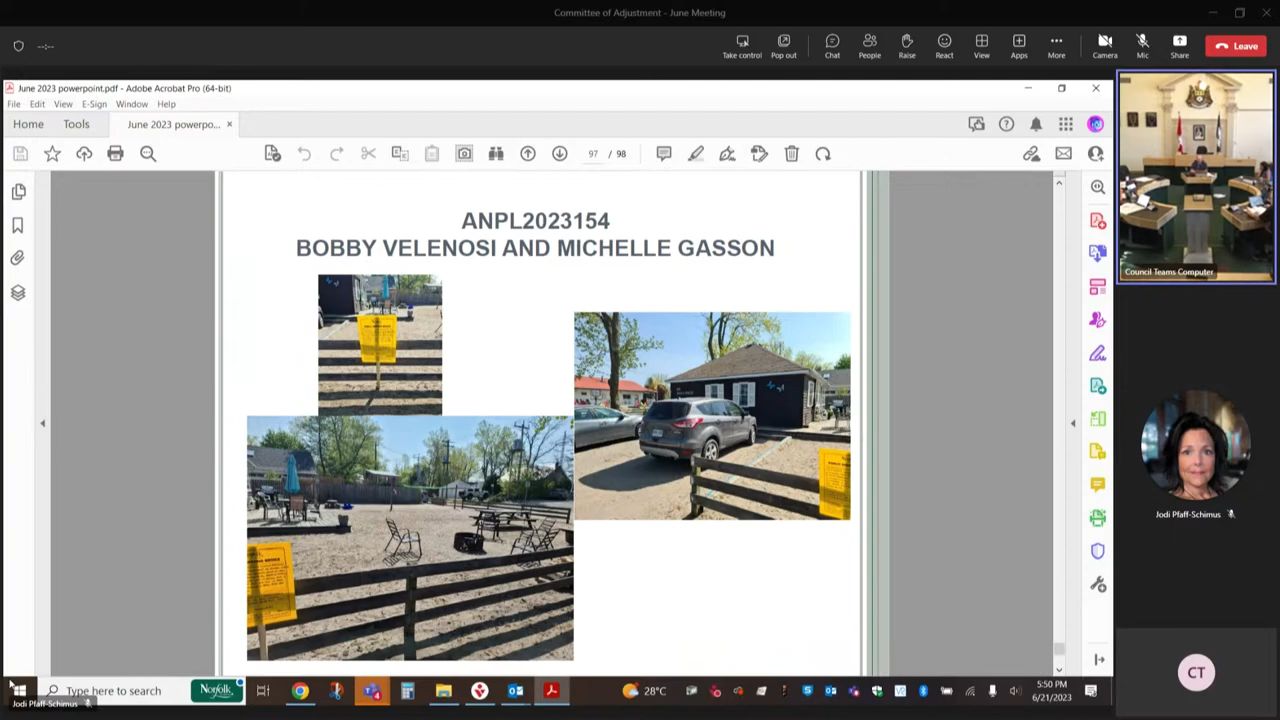 Committee of Adjustment - June Meeting
--:--
Take control
Pop out
Chat
People
Raise
React
View
Apps
More
Camera
Mic
Share
Leave
June 2023 powerpoint.pdf - Adobe Acrobat Pro (64-bit)
File Edit View E-Sign Window Help
Home Tools June 2023 powerpo... ×
97 / 98
ANPL2023154
BOBBY VELENOSI AND MICHELLE GASSON
Council Teams Computer
Jodi Pfaff-Schimus
CT
Type here to search
Norfolk
28°C
5:50 PM
6/21/2023
Jodi Pfaff-Schimus